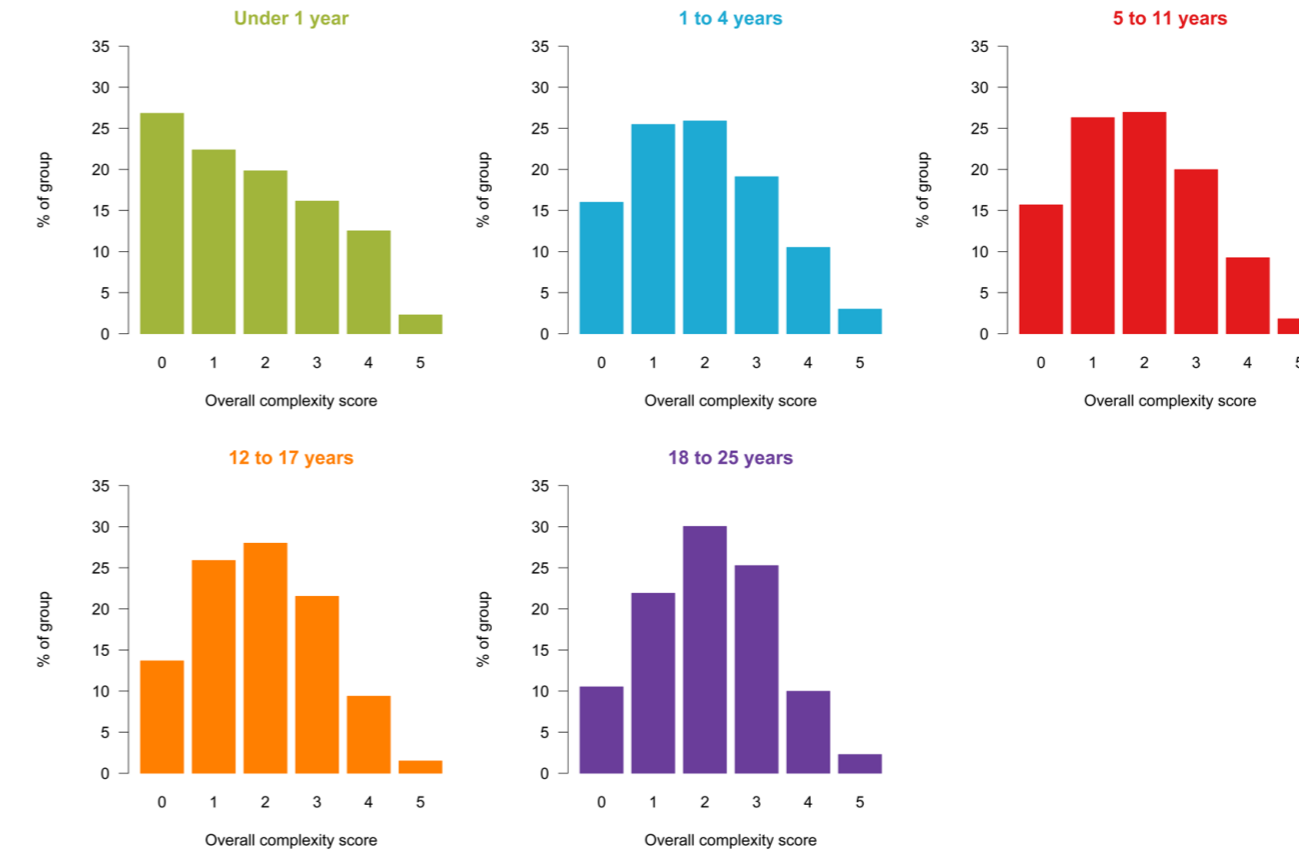 Under 1 year
35
30
25
20
15
10
5
0
% of group
0 1 2 3 4 5
Overall complexity score
1 to 4 years
35
30
25
20
15
10
5
0
% of group
0 1 2 3 4 5
Overall complexity score
5 to 11 years
35
30
25
20
15
10
5
0
% of group
0 1 2 3 4 5
Overall complexity score
12 to 17 years
35
30
25
20
15
10
5
0
% of group
0 1 2 3 4 5
Overall complexity score
18 to 25 years
35
30
25
20
15
10
5
0
% of group
0 1 2 3 4 5
Overall complexity score